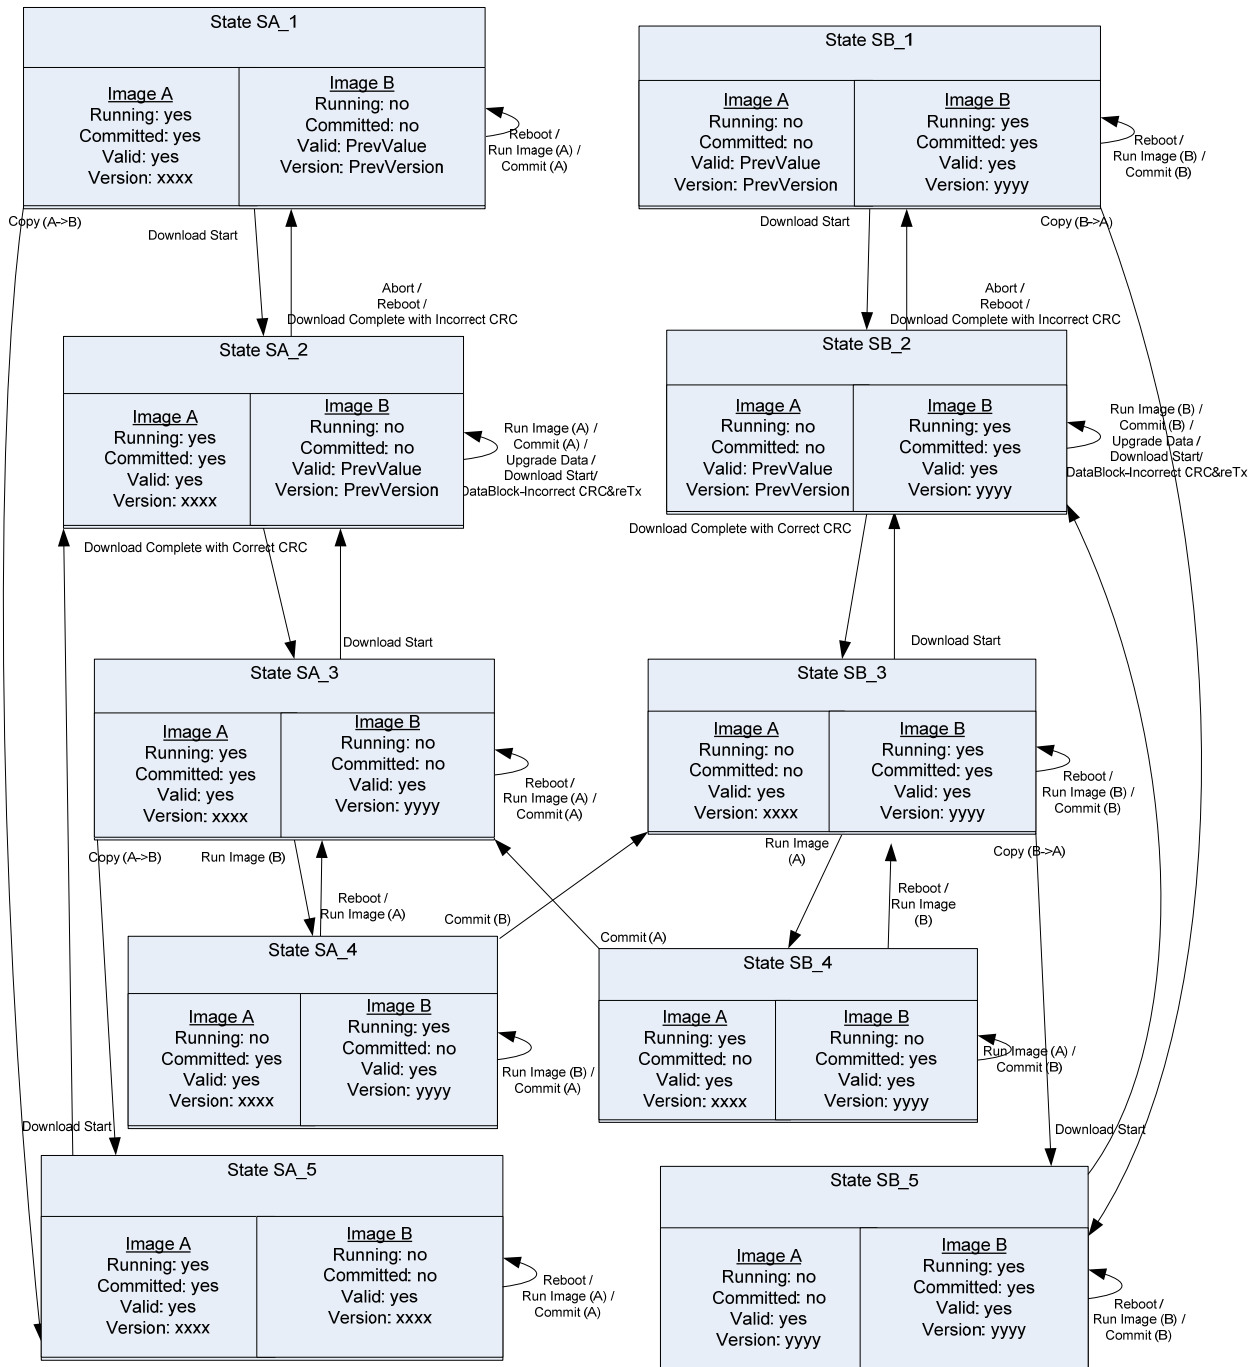 State SA_1
Image A
Running: yes
Committed: yes
Valid: yes
Version: xxxx
Image B
Running: no
Committed: no
Valid: PrevValue
Version: PrevVersion
Reboot /
Run Image (A) /
Commit (A)
Copy (A->B)
Download Start
Abort /
Reboot /
Download Complete with Incorrect CRC
State SA_2
Image A
Running: yes
Committed: yes
Valid: yes
Version: xxxx
Image B
Running: no
Committed: no
Valid: PrevValue
Version: PrevVersion
Run Image (A) /
Commit (A) /
Upgrade Data /
Download Start/
DataBlock-Incorrect CRC&reTx
Download Complete with Correct CRC
Download Start
State SA_3
Image A
Running: yes
Committed: yes
Valid: yes
Version: xxxx
Image B
Running: no
Committed: no
Valid: yes
Version: yyyy
Reboot /
Run Image (A) /
Commit (A)
Copy (A->B)
Run Image (B)
Reboot /
Run Image (A)
Commit (B)
State SA_4
Image A
Running: no
Committed: yes
Valid: yes
Version: xxxx
Image B
Running: yes
Committed: no
Valid: yes
Version: yyyy
Run Image (B) /
Commit (A)
Download Start
State SA_5
Image A
Running: yes
Committed: yes
Valid: yes
Version: xxxx
Image B
Running: no
Committed: no
Valid: yes
Version: xxxx
Reboot /
Run Image (A) /
Commit (A)
State SB_1
Image A
Running: no
Committed: no
Valid: PrevValue
Version: PrevVersion
Image B
Running: yes
Committed: yes
Valid: yes
Version: yyyy
Reboot /
Run Image (B) /
Commit (B)
Download Start
Copy (B->A)
Abort /
Reboot /
Download Complete with Incorrect CRC
State SB_2
Image A
Running: no
Committed: no
Valid: PrevValue
Version: PrevVersion
Image B
Running: yes
Committed: yes
Valid: yes
Version: yyyy
Run Image (B) /
Commit (B) /
Upgrade Data /
Download Start/
DataBlock-Incorrect CRC&reTx
Download Complete with Correct CRC
Download Start
State SB_3
Image A
Running: no
Committed: no
Valid: yes
Version: xxxx
Image B
Running: yes
Committed: yes
Valid: yes
Version: yyyy
Reboot /
Run Image (B) /
Commit (B)
Run Image
(A)
Copy (B->A)
Reboot /
Run Image
(B)
Commit (A)
State SB_4
Image A
Running: yes
Committed: no
Valid: yes
Version: xxxx
Image B
Running: no
Committed: yes
Valid: yes
Version: yyyy
Run Image (A) /
Commit (B)
Download Start
State SB_5
Image A
Running: no
Committed: no
Valid: yes
Version: yyyy
Image B
Running: yes
Committed: yes
Valid: yes
Version: yyyy
Reboot /
Run Image (B) /
Commit (B)